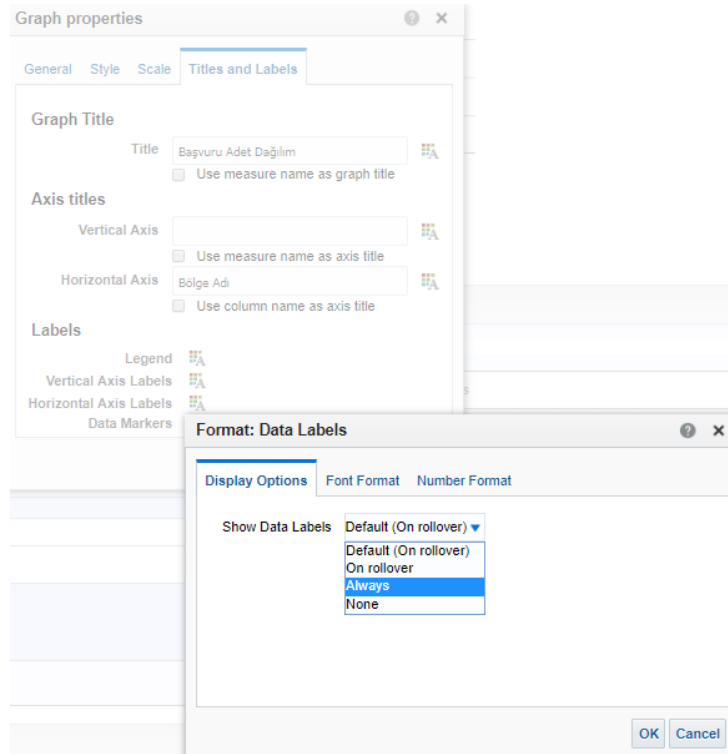 Graph properties
General Style Scale Titles and Labels
Graph Title
Title Başvuru Adet Dağılım
Use measure name as graph title
Axis titles
Vertical Axis
Use measure name as axis title
Horizontal Axis Bölge Adı
Use column name as axis title
Labels
Legend
Vertical Axis Labels
Horizontal Axis Labels
Data Markers
Format: Data Labels
Display Options Font Format Number Format
Show Data Labels Default (On rollover)
Default (On rollover)
On rollover
Always
None
OK Cancel